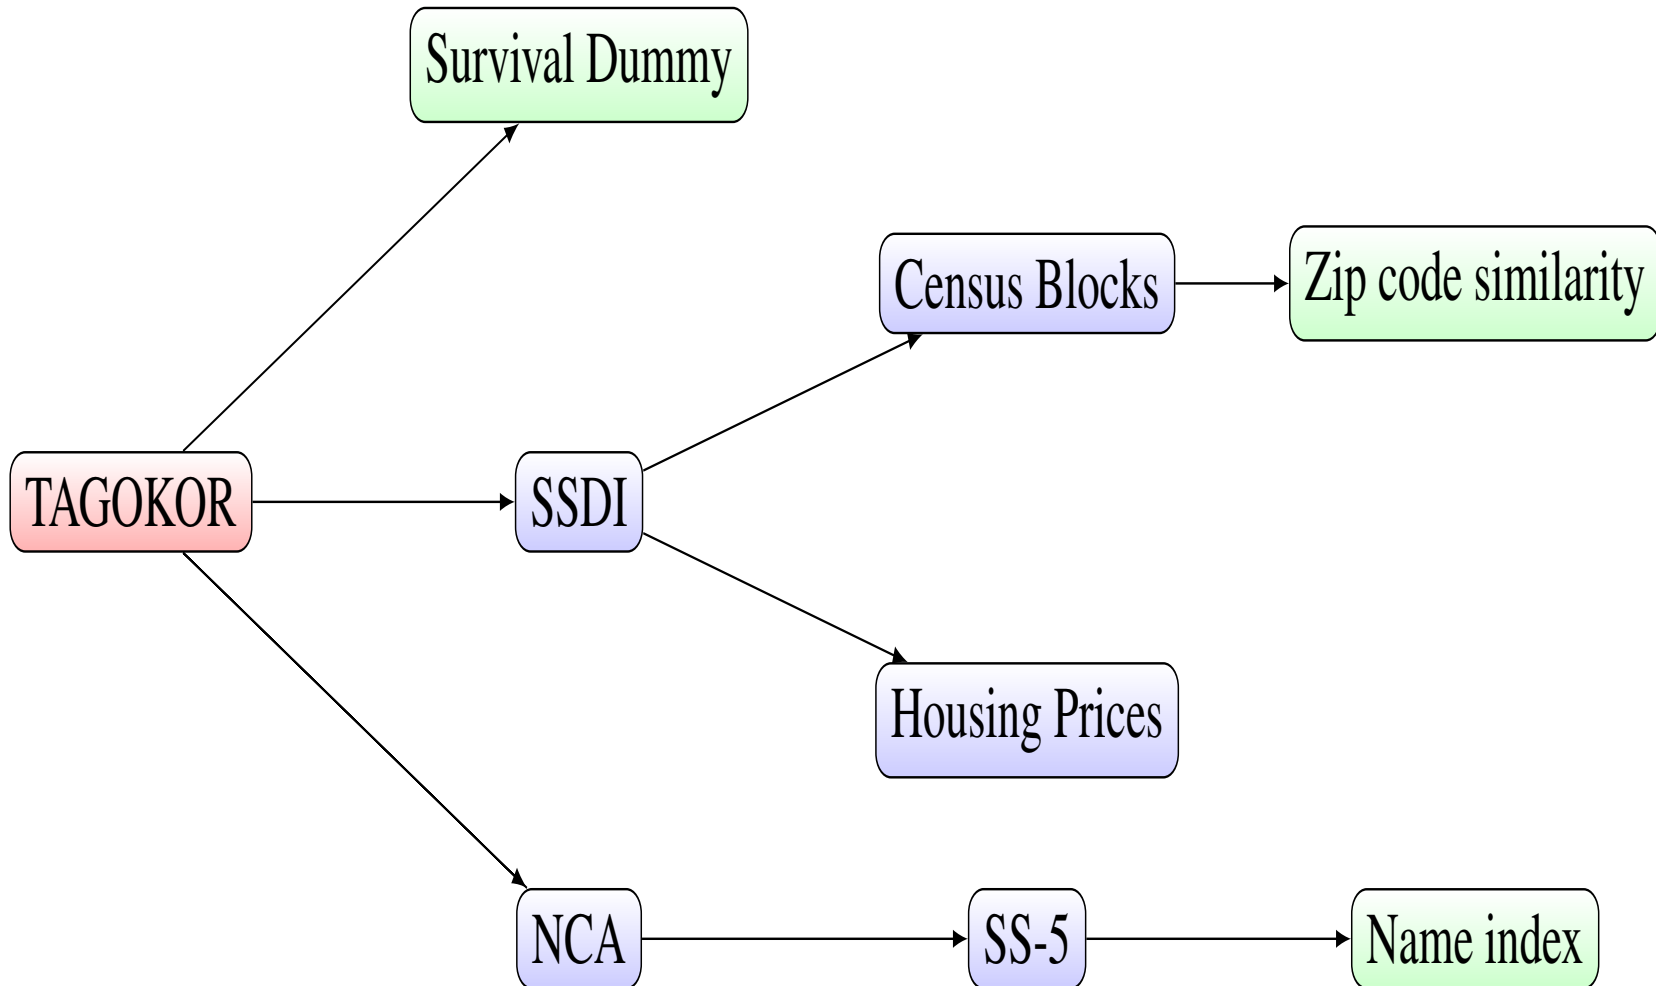 Survival Dummy
Census Blocks
Zip code similarity
TAGOKOR
SSDI
Housing Prices
NCA
SS-5
Name index